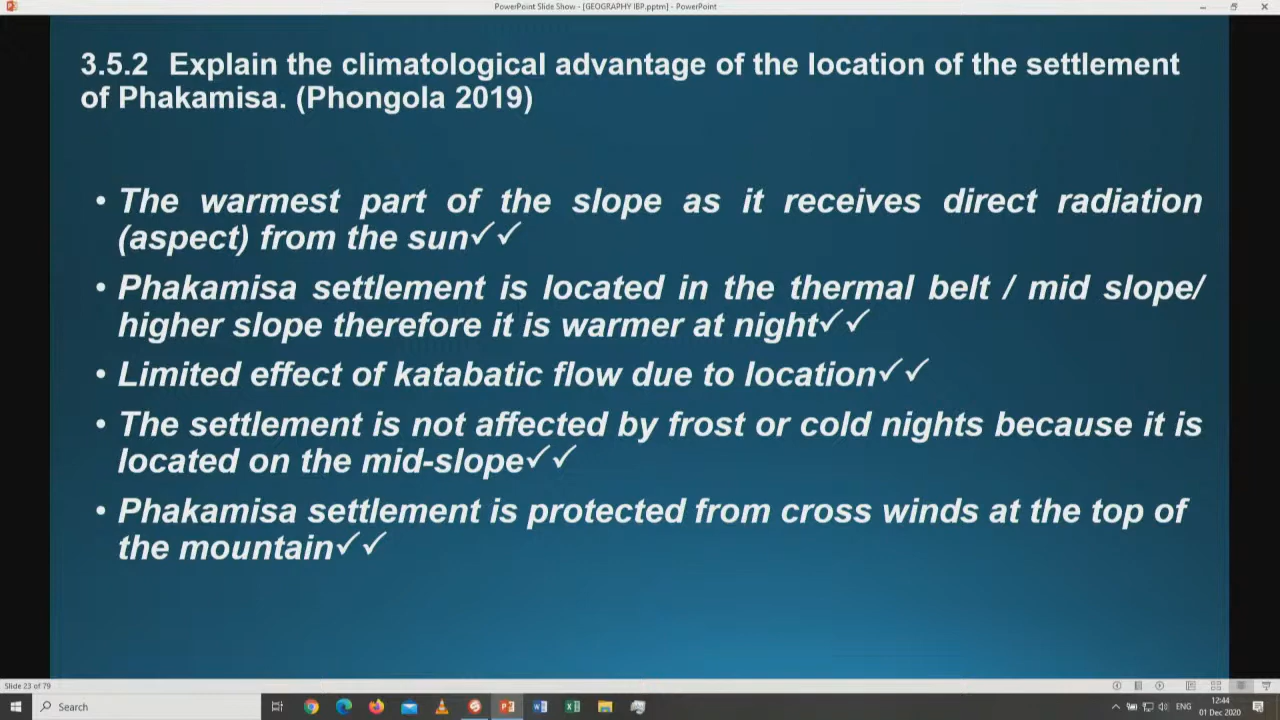 PowerPoint Slide Show - [GEOGRAPHY IBP.pptm] - PowerPoint
3.5.2 Explain the climatological advantage of the location of the settlement
of Phakamisa. (Phongola 2019)
• The warmest part of the slope as it receives direct radiation
(aspect) from the sun✓✓
• Phakamisa settlement is located in the thermal belt / mid slope/
higher slope therefore it is warmer at night✓✓
• Limited effect of katabatic flow due to location✓✓
• The settlement is not affected by frost or cold nights because it is
located on the mid-slope✓✓
• Phakamisa settlement is protected from cross winds at the top of
the mountain✓✓
Slide 23 of 79
Search
ENG
12:44
01 Dec 2020